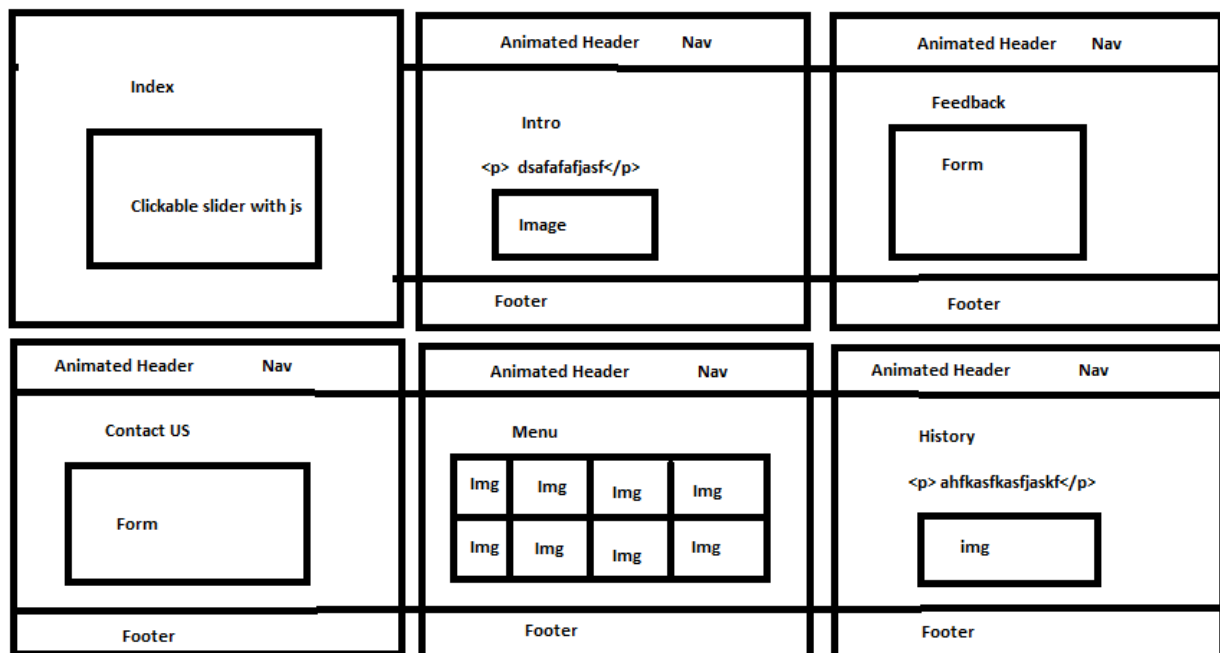 Index
Clickable slider with js
Animated Header Nav
Intro
<p> dsafafafjasf</p>
Image
Footer
Animated Header Nav
Feedback
Form
Footer
Animated Header Nav
Contact US
Form
Footer
Animated Header Nav
Menu
Img Img Img Img
Img Img Img Img
Footer
Animated Header Nav
History
<p> ahfkasfkasfjaskf</p>
img
Footer